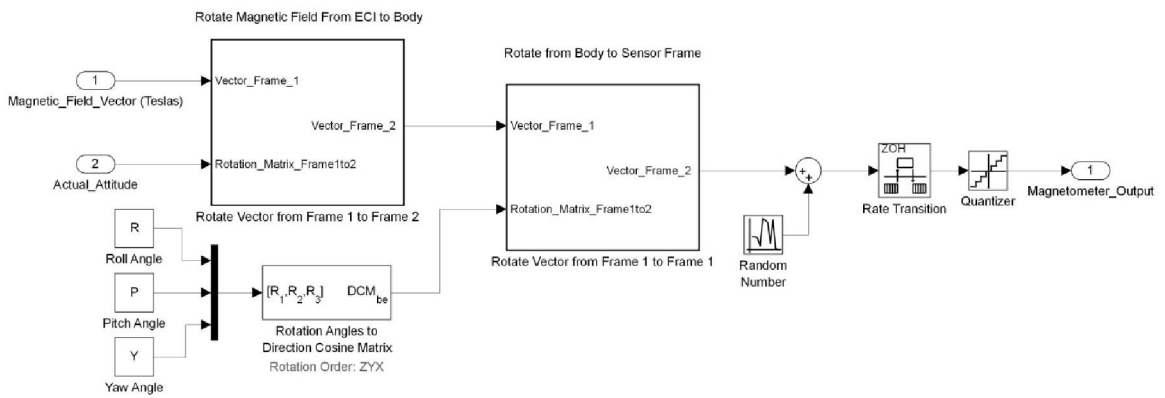 Rotate Magnetic Field From ECI to Body
1
Magnetic_Field_Vector (Teslas)
2
Actual_Attitude
Vector_Frame_1
Vector_Frame_2
Rotation_Matrix_Frame1to2
Rotate Vector from Frame 1 to Frame 2
Rotate from Body to Sensor Frame
Vector_Frame_1
Vector_Frame_2
Rotation_Matrix_Frame1to2
Rotate Vector from Frame 1 to Frame 1
R
Roll Angle
P
Pitch Angle
Y
Yaw Angle
[R1,R2,R3] DCMbe
Rotation Angles to
Direction Cosine Matrix
Rotation Order: ZYX
Random
Number
+
+
ZOH
Rate Transition
Quantizer
1
Magnetometer_Output